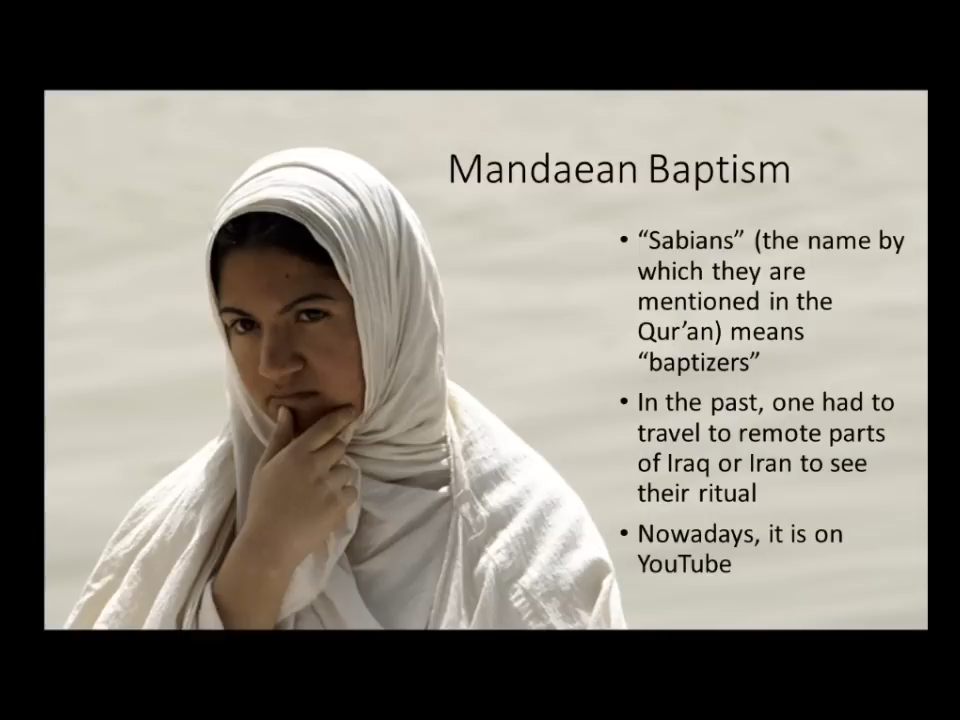 Mandaean Baptism
• “Sabians” (the name by
which they are
mentioned in the
Qur’an) means
“baptizers”
• In the past, one had to
travel to remote parts
of Iraq or Iran to see
their ritual
• Nowadays, it is on
YouTube